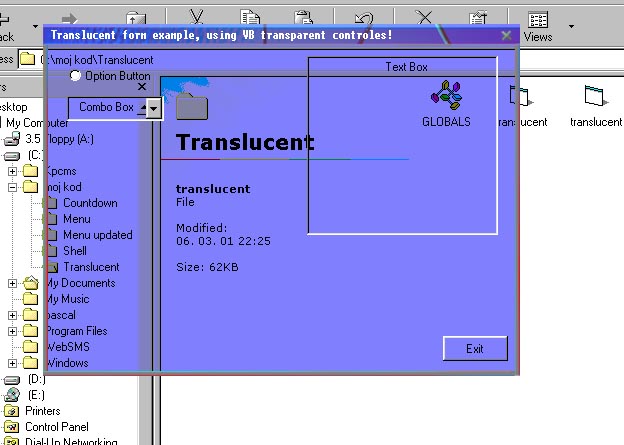 ack
Views
Translucent form example, using VB transparent controles!
ess
\moj kod\Translucent
Option Button
Text Box
rs
esktop
Combo Box
GLOBALS
ranslucent
translucent
My Computer
3.5 Floppy (A:)
Translucent
(C:)
Kpcms
moj kod
translucent
Countdown
File
Menu
Modified:
Menu updated
06. 03. 01 22:25
Shell
Translucent
Size: 62KB
My Documents
My Music
pascal
Program Files
WebSMS
Exit
Windows
(D:)
(E:)
Printers
Control Panel
Dial-Up Networking